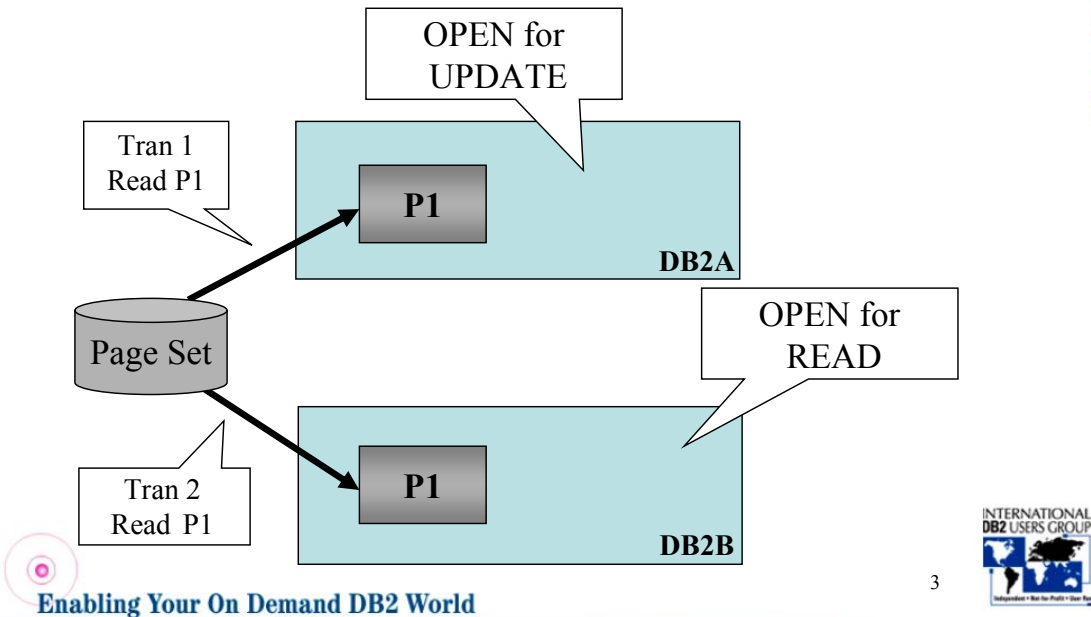 OPEN for
UPDATE
Tran 1
Read P1
P1
DB2A
OPEN for
READ
Page Set
P1
Tran 2
Read P1
DB2B
INTERNATIONAL
DB2 USERS GROUP
3
Enabling Your On Demand DB2 World